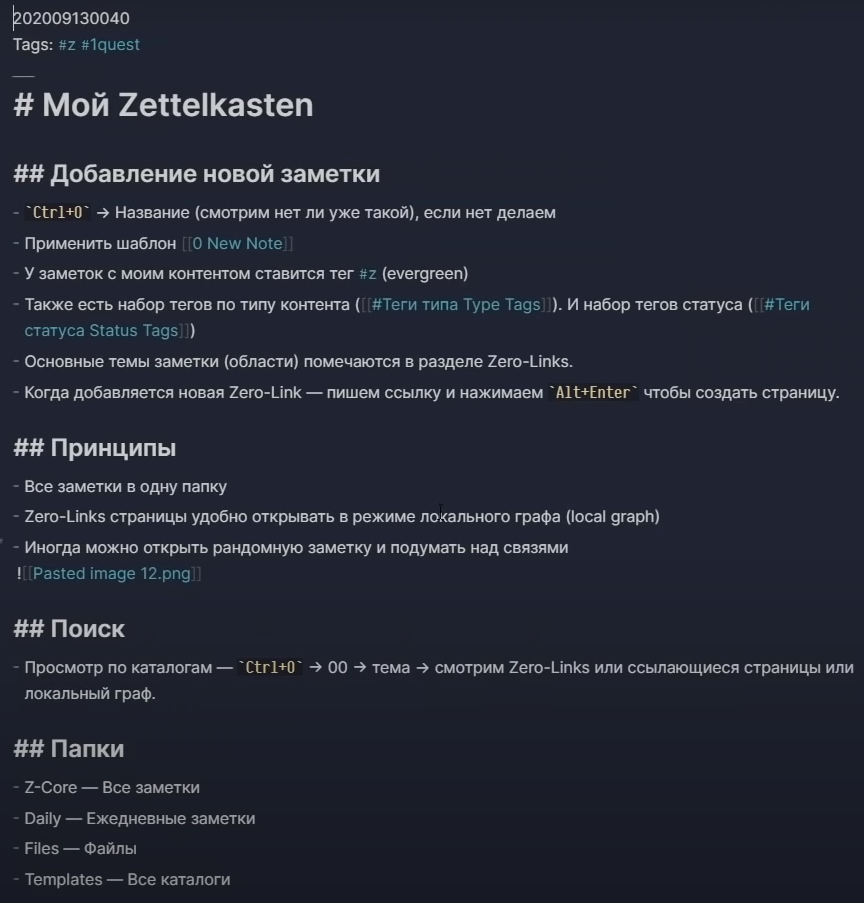 202009130040
Tags: #z #1quest
___
# Мой Zettelkasten
## Добавление новой заметки
- `Ctrl+O` → Название (смотрим нет ли уже такой), если нет делаем
- Применить шаблон [[0 New Note]]
- У заметок с моим контентом ставится тег #z (evergreen)
- Также есть набор тегов по типу контента ([[#Теги типа Type Tags]]). И набор тегов статуса ([[#Теги
статуса Status Tags]])
- Основные темы заметки (области) помечаются в разделе Zero-Links.
- Когда добавляется новая Zero-Link — пишем ссылку и нажимаем `Alt+Enter` чтобы создать страницу.
## Принципы
- Все заметки в одну папку
- Zero-Links страницы удобно открывать в режиме локального графа (local graph)
- Иногда можно открыть рандомную заметку и подумать над связями
![[Pasted image 12.png]]
## Поиск
- Просмотр по каталогам — `Ctrl+O` → 00 → тема → смотрим Zero-Links или ссылающиеся страницы или
локальный граф.
## Папки
- Z-Core — Все заметки
- Daily — Ежедневные заметки
- Files — Файлы
- Templates — Все каталоги